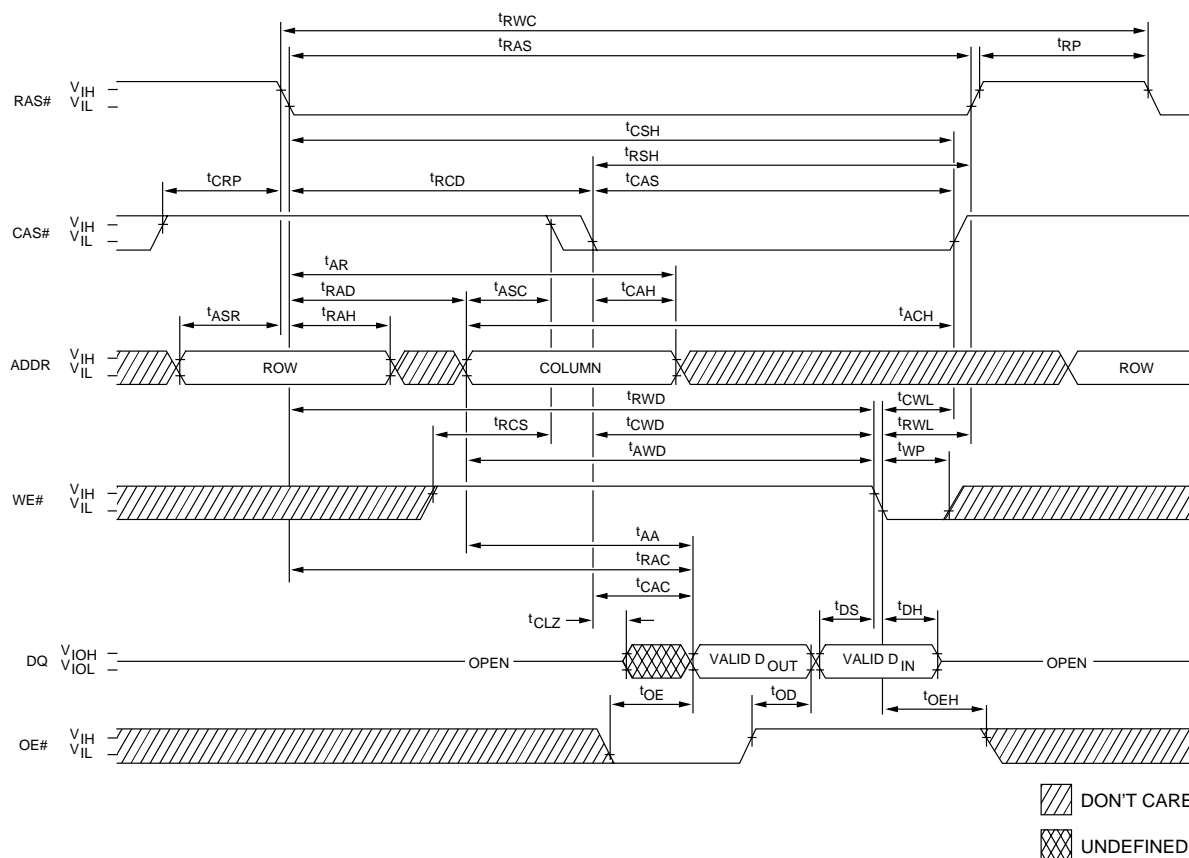 tRWC
tRAS
tRP
RAS#
VIH
VIL
tCSH
tRSH
tCRP
tRCD
tCAS
CAS#
VIH
VIL
tAR
tRAD
tASC
tCAH
tASR
tRAH
tACH
ADDR
VIH
VIL
ROW
COLUMN
ROW
tRWD
tCWL
tRCS
tCWD
tRWL
tAWD
tWP
WE#
VIH
VIL
tAA
tRAC
tCAC
tCLZ
tDS
tDH
DQ
VIOH
VIOL
OPEN
VALID DOUT
VALID DIN
OPEN
tOE
tOD
tOEH
OE#
VIH
VIL
DON'T CARE
UNDEFINED